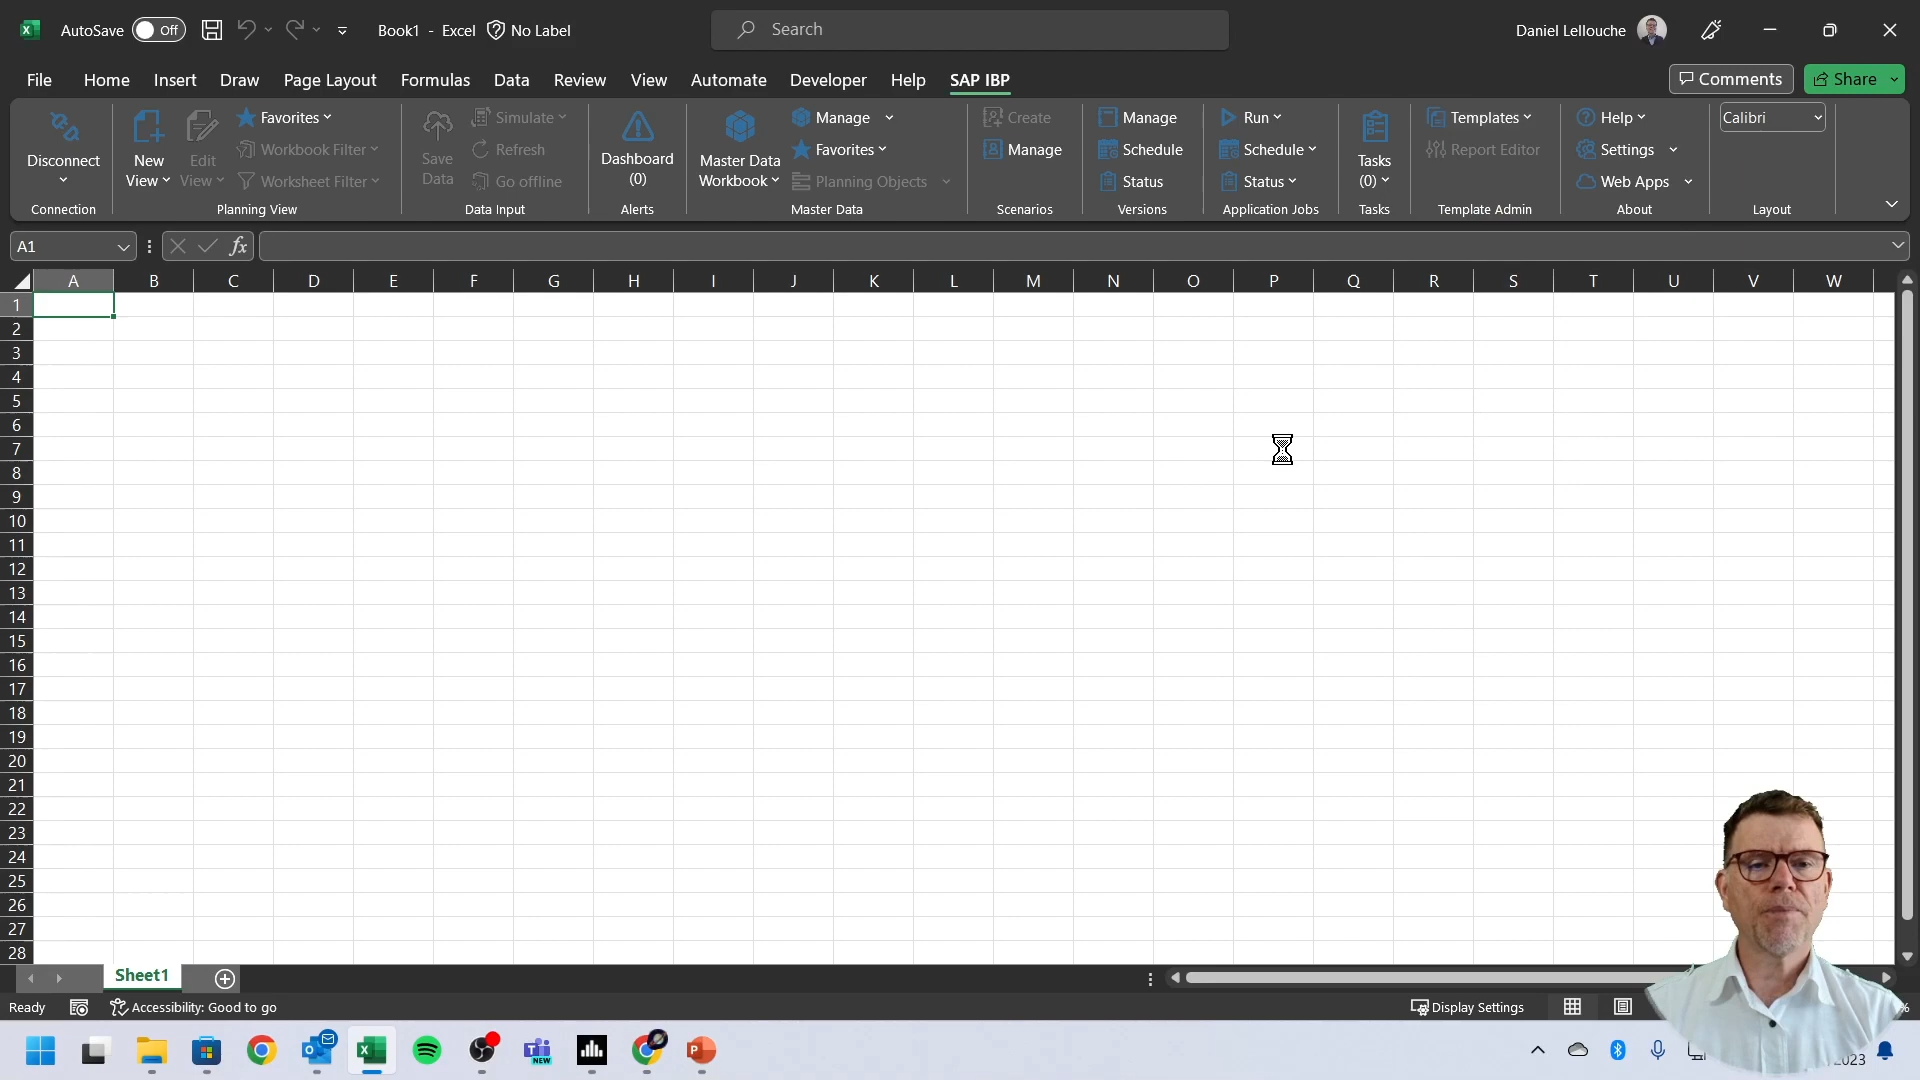 AutoSave Off Book1 - Excel No Label Search Daniel Lellouche
File Home Insert Draw Page Layout Formulas Data Review View Automate Developer Help SAP IBP Comments Share
Disconnect
Connection
New View
Edit View
Favorites
Workbook Filter
Worksheet Filter
Planning View
Save Data
Simulate
Refresh
Go offline
Data Input
Dashboard
(0)
Alerts
Master Data
Workbook
Manage
Favorites
Planning Objects
Master Data
Create
Manage
Scenarios
Manage
Schedule
Status
Versions
Run
Schedule
Status
Application Jobs
Tasks
(0)
Tasks
Templates
Report Editor
Template Admin
Help
Settings
Web Apps
About
Calibri
Layout
A1 fx
A B C D E F G H I J K L M N O P Q R S T U V W
1
2
3
4
5
6
7
8
9
10
11
12
13
14
15
16
17
18
19
20
21
22
23
24
25
26
27
28
Sheet1
Ready Accessibility: Good to go Display Settings %
NEW
2023